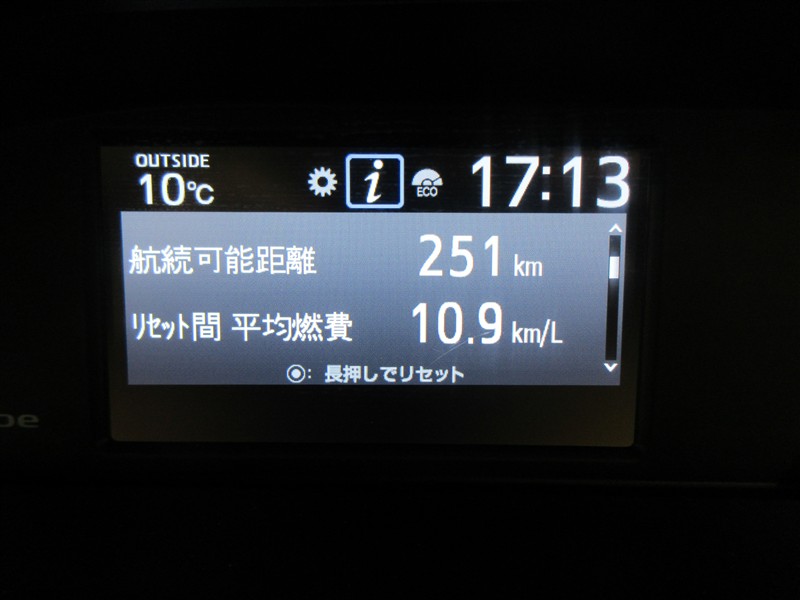 OUTSIDE
10℃
i
ECO
17:13
航続可能距離 251 km
リセット間 平均燃費 10.9 km/L
◉: 長押しでリセット